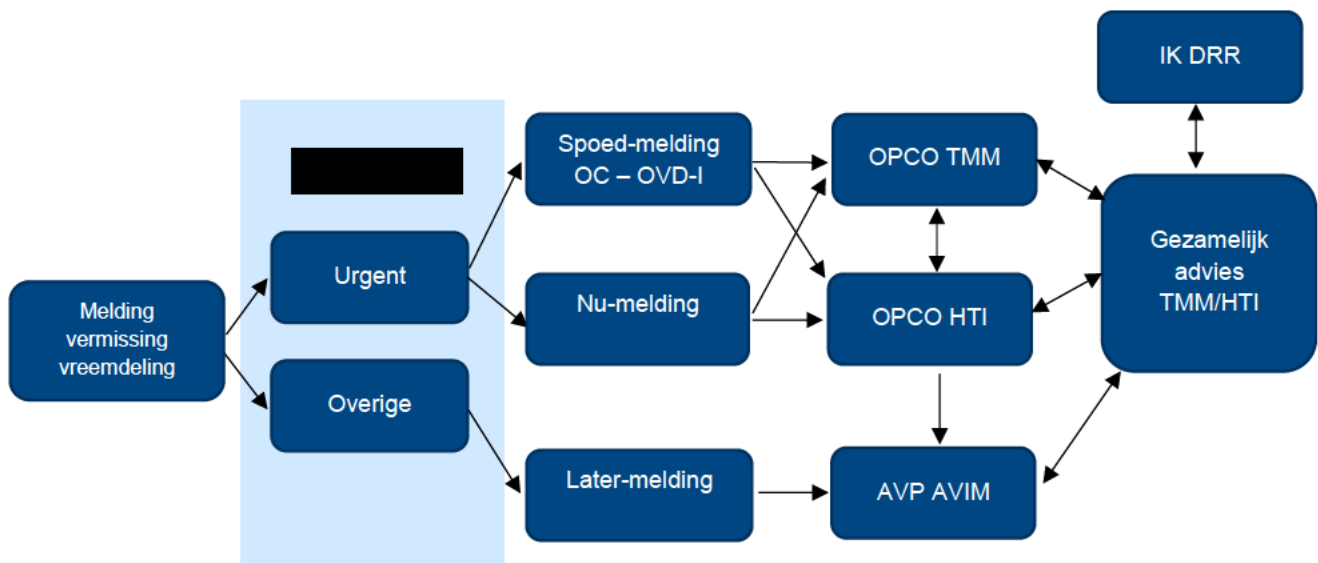 Melding
vermissing
vreemdeling
Urgent
Overige
Spoed-melding
OC – OVD-I
Nu-melding
Later-melding
OPCO TMM
OPCO HTI
AVP AVIM
IK DRR
Gezamelijk
advies
TMM/HTI